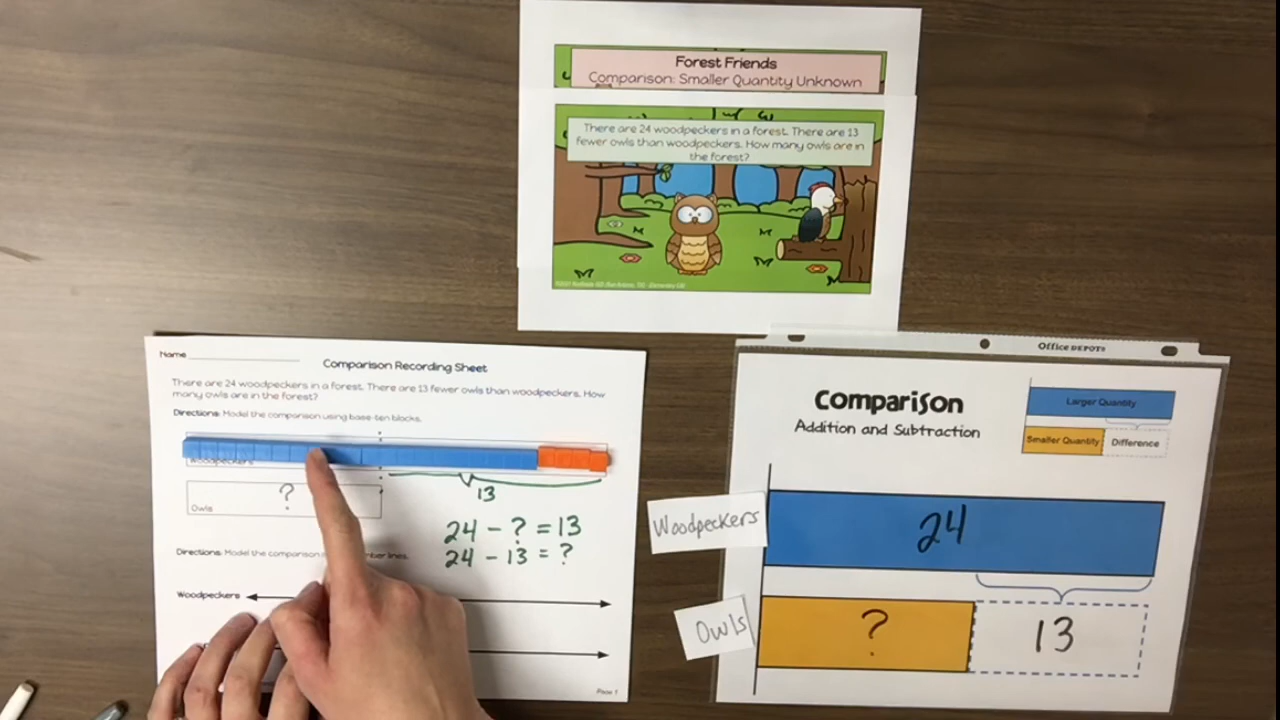 Forest Friends
Comparison: Smaller Quantity Unknown
There are 24 woodpeckers in a forest. There are 13
fewer owls than woodpeckers. How many owls are in
the forest?
Name
Comparison Recording Sheet
There are 24 woodpeckers in a forest. There are 13 fewer owls than woodpeckers. How
many owls are in the forest?
Directions: Model the comparison using base-ten blocks.
Woodpeckers
13
?
Owls
24 - ? = 13
24 - 13 = ?
Directions: Model the comparison
lines.
Woodpeckers
Page 1
Office DEPOT
Comparison
Addition and Subtraction
Larger Quantity
Smaller Quantity
Difference
Woodpeckers
24
Owls
?
13